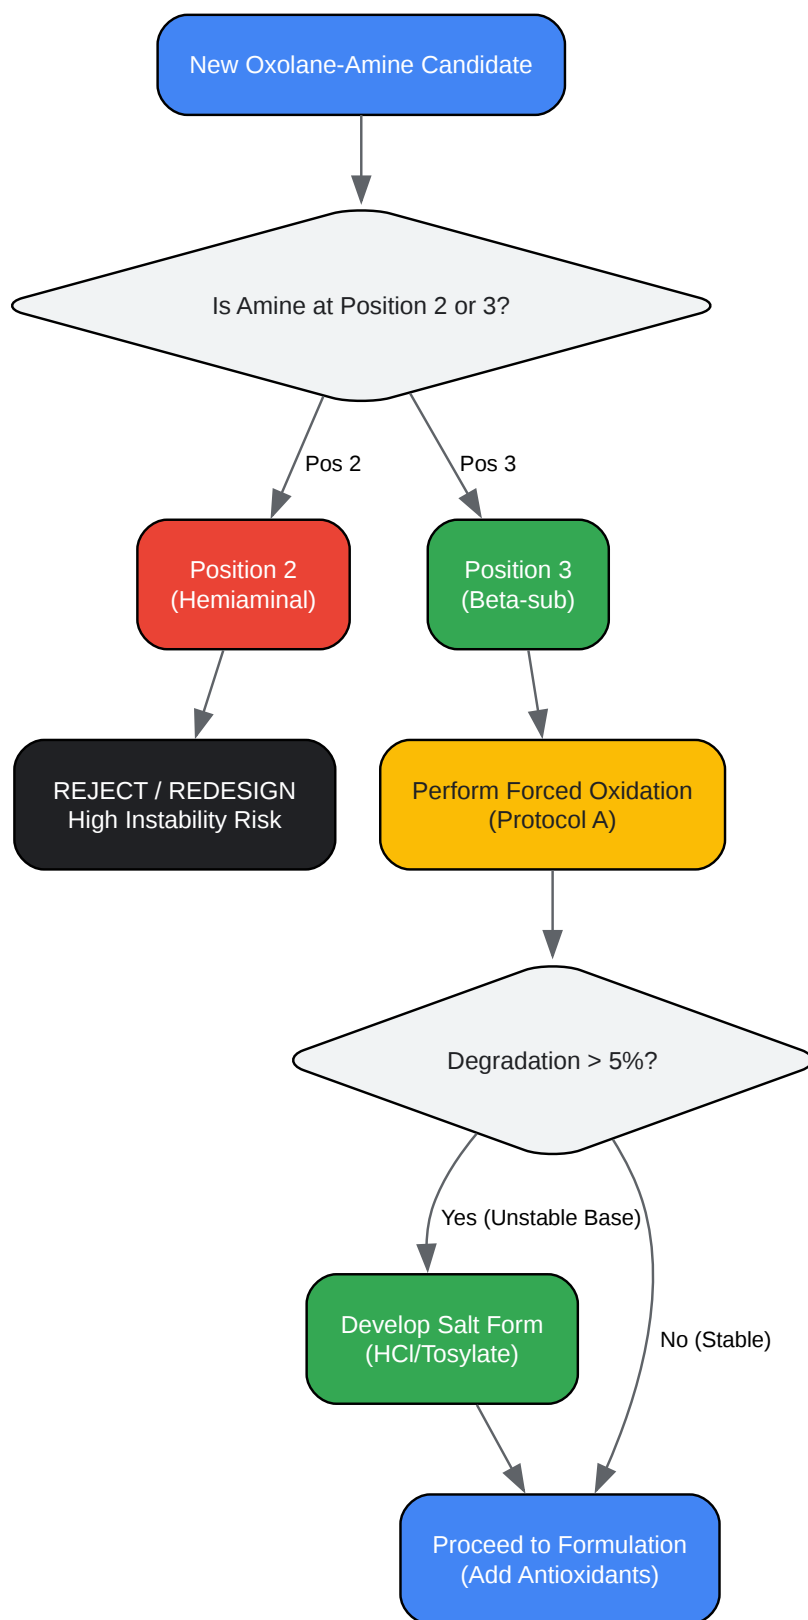 New Oxolane-Amine Candidate
Is Amine at Position 2 or 3?
Pos 2
Pos 3
Position 2
(Hemiaminal)
Position 3
(Beta-sub)
REJECT / REDESIGN
High Instability Risk
Perform Forced Oxidation
(Protocol A)
Degradation > 5%?
Yes (Unstable Base)
Develop Salt Form
(HCl/Tosylate)
No (Stable)
Proceed to Formulation
(Add Antioxidants)